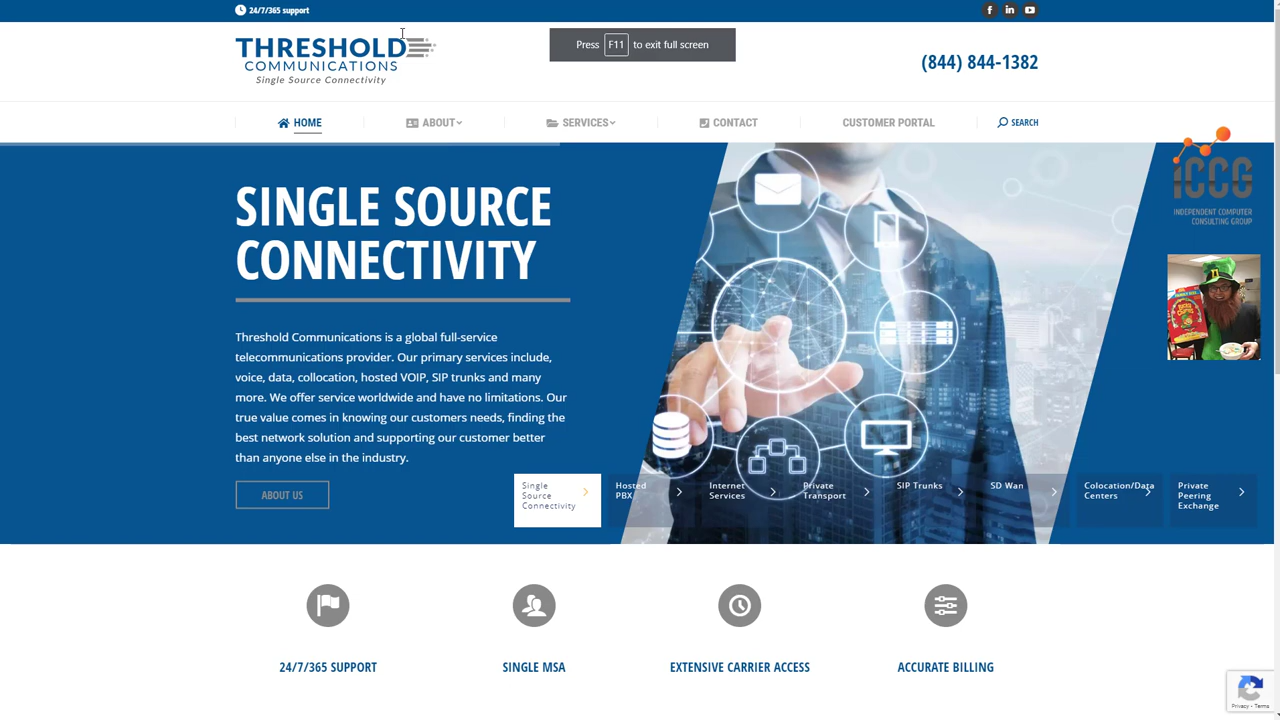 24/7/365 support
THRESHOLD
COMMUNICATIONS
Single Source Connectivity
Press F11 to exit full screen
(844) 844-1382
HOME
ABOUT
SERVICES
CONTACT
CUSTOMER PORTAL
SEARCH
iCCG
INDEPENDENT COMPUTER
CONSULTING GROUP
SINGLE SOURCE
CONNECTIVITY
Threshold Communications is a global full-service
telecommunications provider. Our primary services include,
voice, data, collocation, hosted VOIP, SIP trunks and many
more. We offer service worldwide and have no limitations. Our
true value comes in knowing our customers needs, finding the
best network solution and supporting our customer better
than anyone else in the industry.
ABOUT US
Single
Source
Connectivity
Hosted
PBX
Internet
Services
Private
Transport
SIP Trunks
SD Wan
Colocation/Data
Centers
Private
Peering
Exchange
24/7/365 SUPPORT
SINGLE MSA
EXTENSIVE CARRIER ACCESS
ACCURATE BILLING
Privacy - Terms